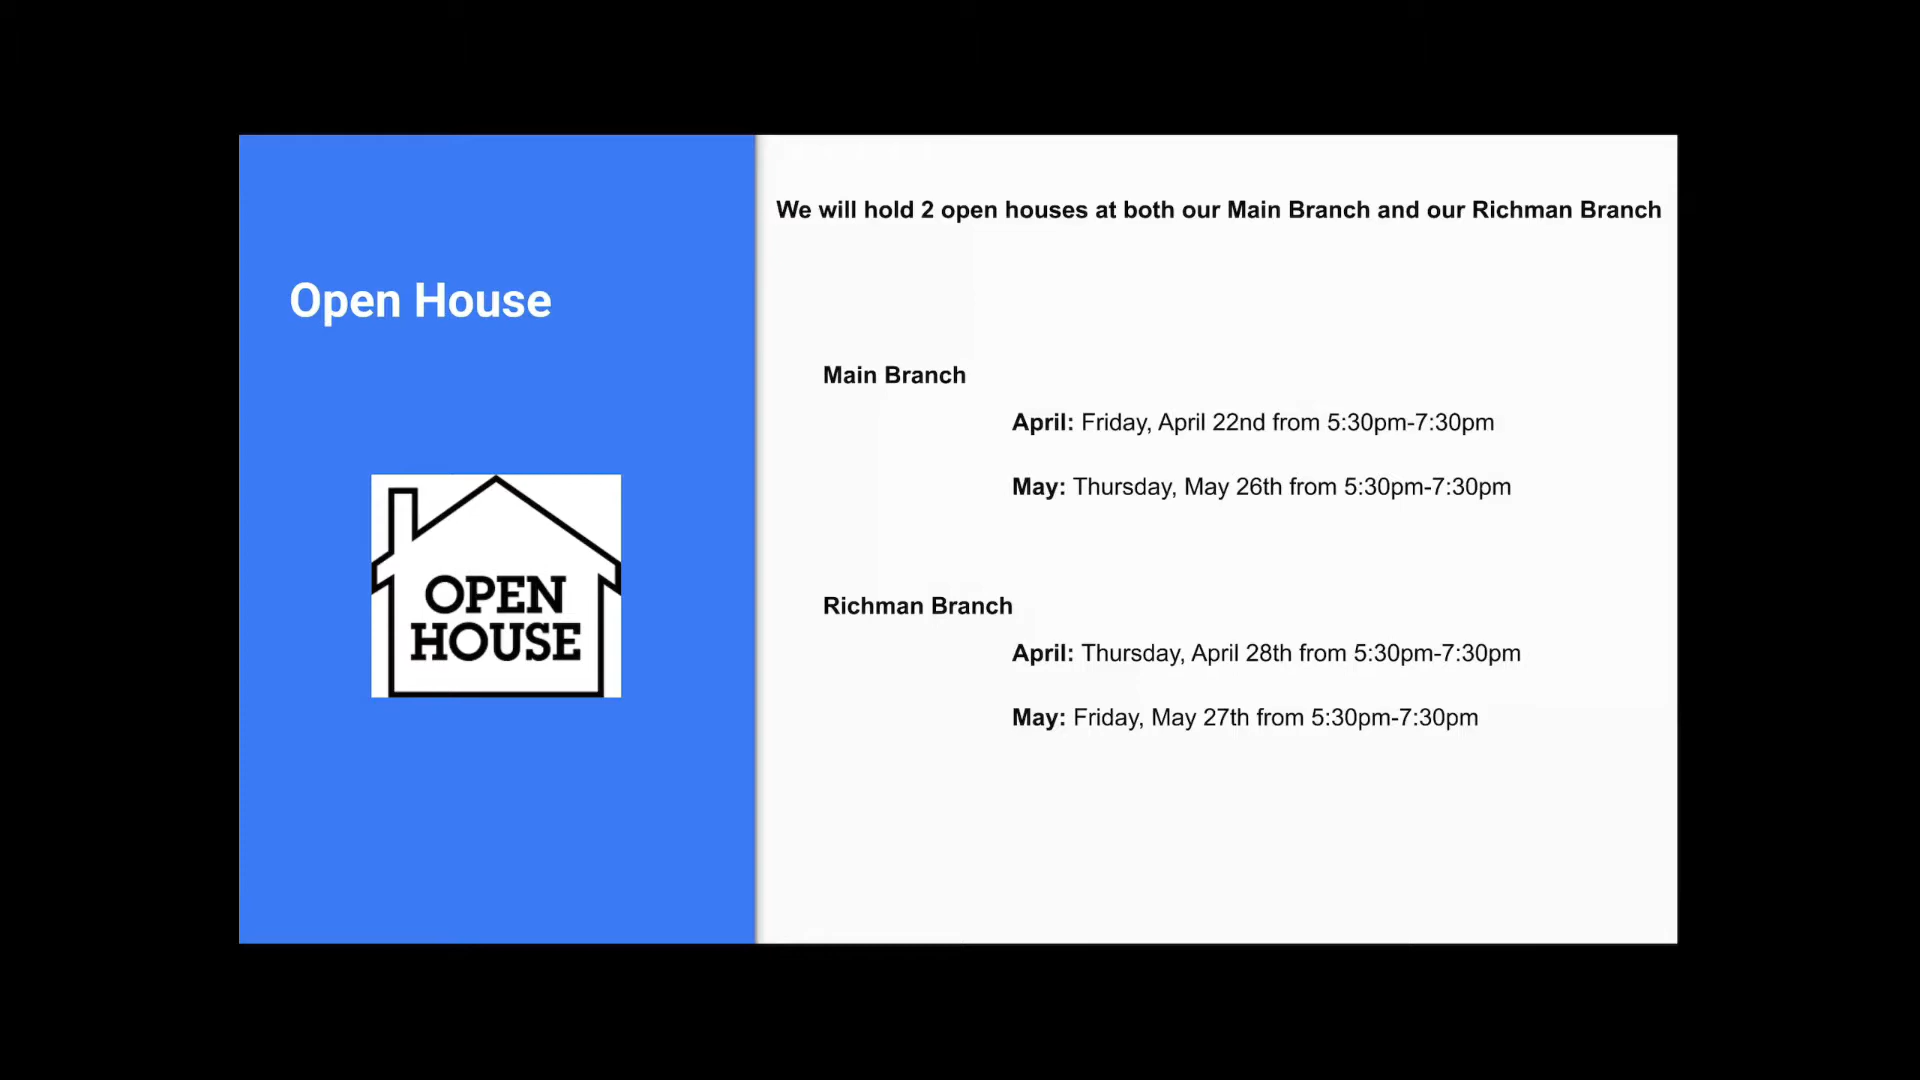 We will hold 2 open houses at both our Main Branch and our Richman Branch
Open House
Main Branch
April: Friday, April 22nd from 5:30pm-7:30pm
May: Thursday, May 26th from 5:30pm-7:30pm
OPEN
HOUSE
Richman Branch
April: Thursday, April 28th from 5:30pm-7:30pm
May: Friday, May 27th from 5:30pm-7:30pm